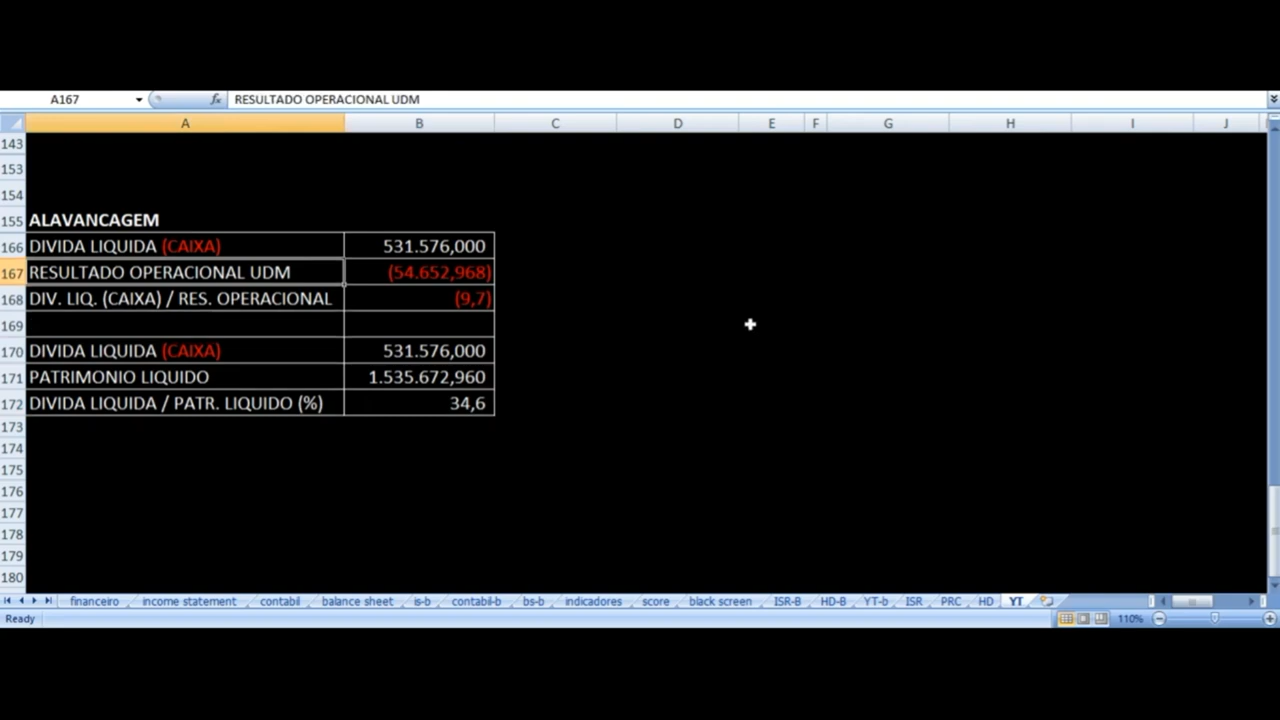 A167 fx RESULTADO OPERACIONAL UDM
A B C D E F G H I J
143
153
154
155 ALAVANCAGEM
166 DIVIDA LIQUIDA (CAIXA) 531.576,000
167 RESULTADO OPERACIONAL UDM (54.652,968)
168 DIV. LIQ. (CAIXA) / RES. OPERACIONAL (9,7)
169
170 DIVIDA LIQUIDA (CAIXA) 531.576,000
171 PATRIMONIO LIQUIDO 1.535.672,960
172 DIVIDA LIQUIDA / PATR. LIQUIDO (%) 34,6
173
174
175
176
177
178
179
180
financeiro income statement contabil balance sheet is-b contabil-b bs-b indicadores score black screen ISR-B HD-B YT-b ISR PRC HD YT
Ready 110%